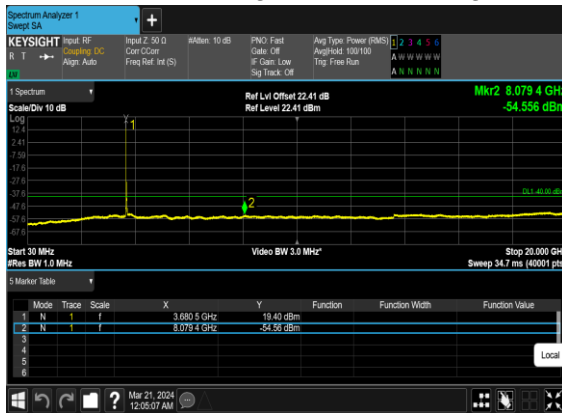 Spectrum Analyzer 1
Swept SA
KEYSIGHT Input: RF Input Z: 50 Ω #Atten: 10 dB PNO: Fast Avg Type: Power (RMS) 1 2 3 4 5 6
R T Coupling: DC Corr CCorr Gate: Off Avg|Hold: 100/100 A W W W W W
Align: Auto Freq Ref: Int (S) IF Gain: Low Trig: Free Run
Sig Track: Off A N N N N N
1 Spectrum Ref Lvl Offset 22.41 dB Mkr2 8.079 4 GHz
Scale/Div 10 dB Ref Level 22.41 dBm -54.556 dBm
Log
1
12.4
2.41
-7.59
-17.6
-27.6
DL1 -40.00 dBm
-37.6
2
-47.6
-57.6
-67.6
Start 30 MHz Video BW 3.0 MHz* Stop 20.000 GHz
#Res BW 1.0 MHz Sweep 34.7 ms (40001 pts)
5 Marker Table
Mode Trace Scale X Y Function Function Width Function Value
1 N 1 f 3.680 5 GHz 19.40 dBm
2 N 1 f 8.079 4 GHz -54.56 dBm
3
4
5
6
Local
Mar 21, 2024
12:05:07 AM